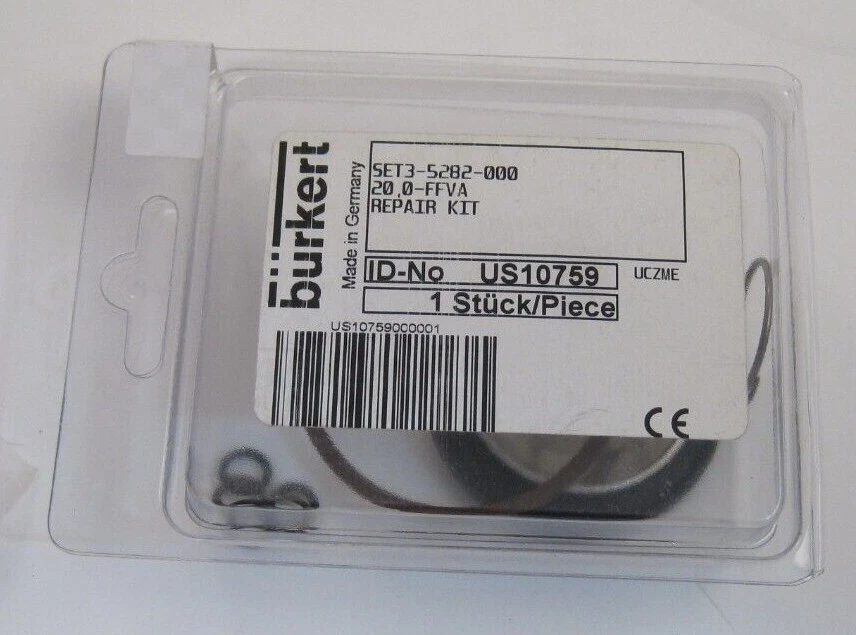 bürkert
Made in Germany
SET3-5282-000
20,0-FFVA
REPAIR KIT
ID-No US10759
UCZME
1 Stück/Piece
US10759000001
CE